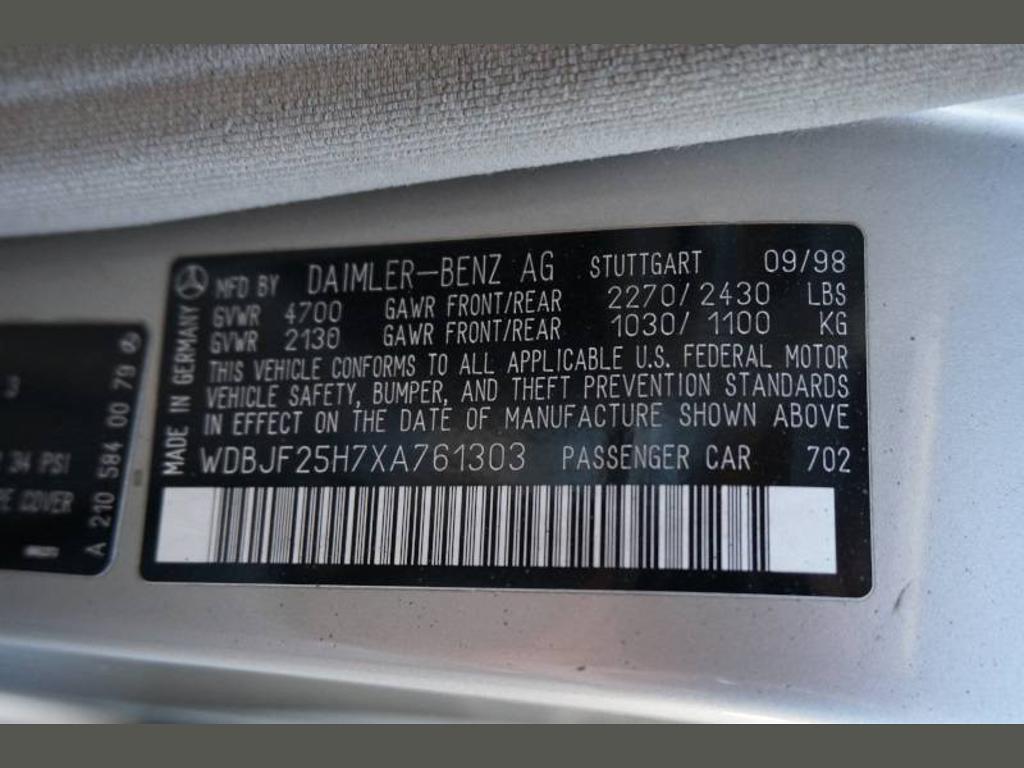 MFD BY DAIMLER-BENZ AG STUTTGART 09/98
GVWR 4700 GAWR FRONT/REAR 2270/2430 LBS
GVWR 2130 GAWR FRONT/REAR 1030/1100 KG
THIS VEHICLE CONFORMS TO ALL APPLICABLE U.S. FEDERAL MOTOR
VEHICLE SAFETY, BUMPER, AND THEFT PREVENTION STANDARDS
IN EFFECT ON THE DATE OF MANUFACTURE SHOWN ABOVE
WDBJF25H7XA761303 PASSENGER CAR 702
MADE IN GERMANY
A 210 584 00 79
34 PSI
COVER